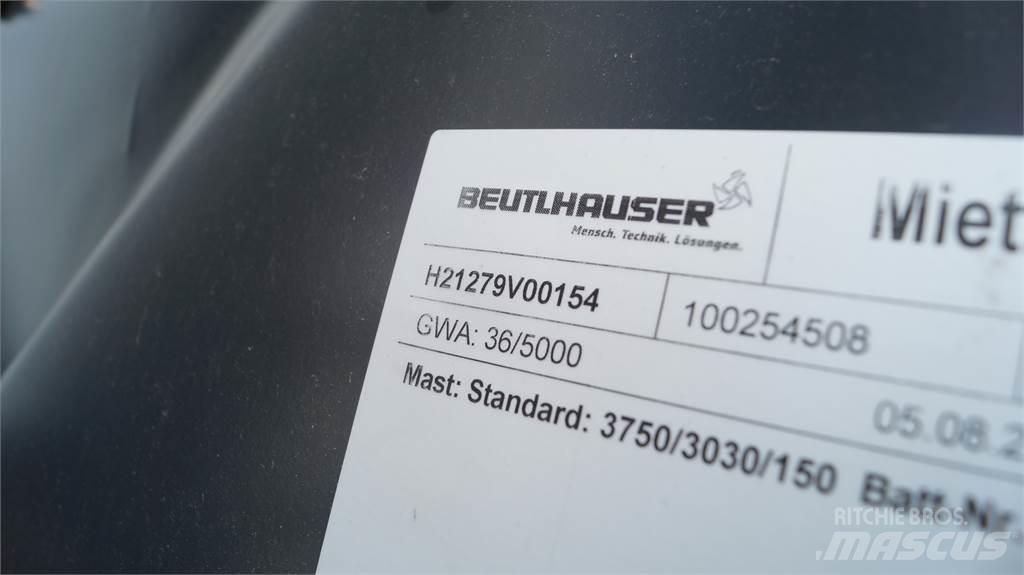 BEUTLHAUSER
Mensch. Technik. Lösungen.
Miet
H21279V00154 100254508
GWA: 36/5000
05.08.2
Mast: Standard: 3750/3030/150 Batt-Nr
RITCHIE BROS.
MASCUS